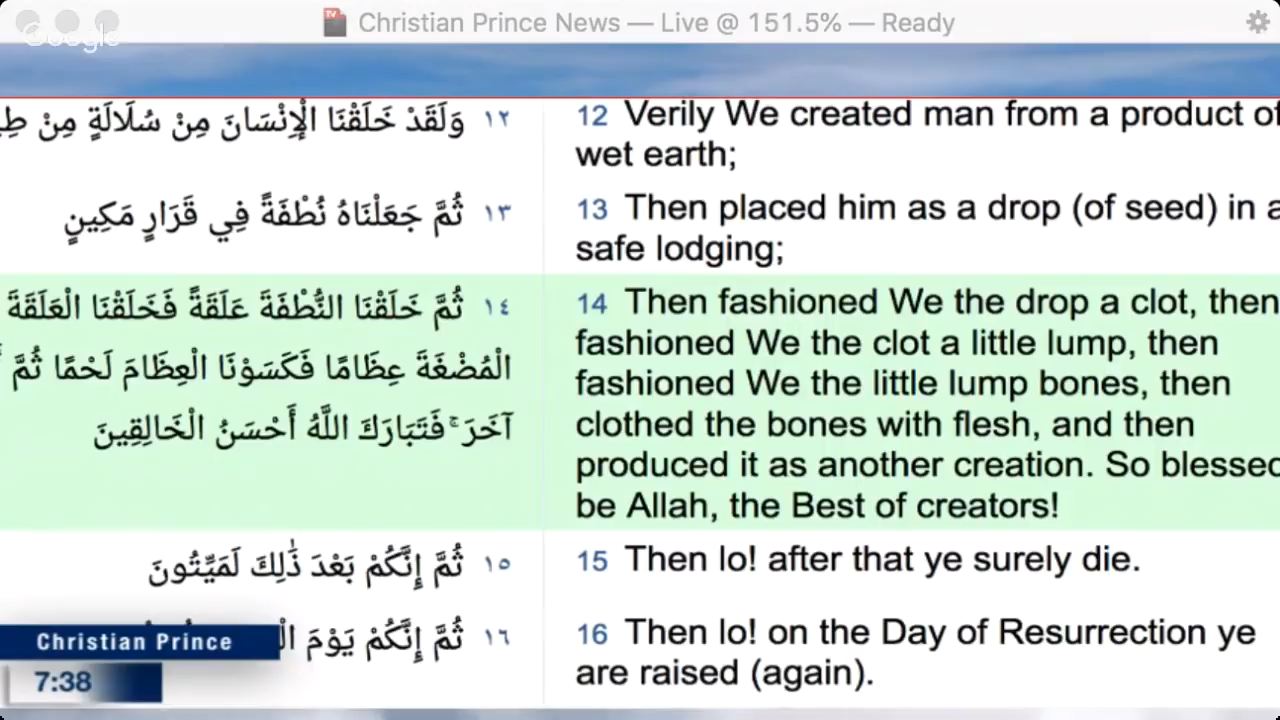 Google
Christian Prince News — Live @ 151.5% — Ready
١٢ وَلَقَدْ خَلَقْنَا الْإِنْسَانَ مِنْ سُلَالَةٍ مِنْ
12 Verily We created man from a product of
wet earth;
١٣ ثُمَّ جَعَلْنَاهُ نُطْفَةً فِي قَرَارٍ مَكِينٍ
13 Then placed him as a drop (of seed) in a
safe lodging;
١٤ ثُمَّ خَلَقْنَا النُّطْفَةَ عَلَقَةً فَخَلَقْنَا الْعَلَقَةَ
الْمُضْغَةَ عِظَامًا فَكَسَوْنَا الْعِظَامَ لَحْمًا ثُمَّ
آخَرَ ۚ فَتَبَارَكَ اللَّهُ أَحْسَنُ الْخَالِقِينَ
14 Then fashioned We the drop a clot, then
fashioned We the clot a little lump, then
fashioned We the little lump bones, then
clothed the bones with flesh, and then
produced it as another creation. So blessed
be Allah, the Best of creators!
١٥ ثُمَّ إِنَّكُمْ بَعْدَ ذَٰلِكَ لَمَيِّتُونَ
15 Then lo! after that ye surely die.
١٦ ثُمَّ إِنَّكُمْ يَوْمَ
16 Then lo! on the Day of Resurrection ye
are raised (again).
Christian Prince
7:38